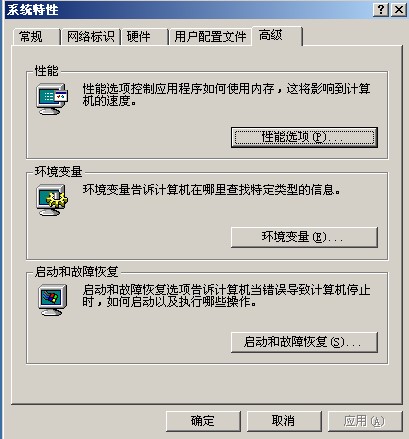 系统特性
常规 网络标识 硬件 用户配置文件 高级
性能
性能选项控制应用程序如何使用内存，这将影响到计算
机的速度。
性能选项(P)...
环境变量
环境变量告诉计算机在哪里查找特定类型的信息。
环境变量(E)...
启动和故障恢复
启动和故障恢复选项告诉计算机当错误导致计算机停止
时，如何启动以及执行哪些操作。
启动和故障恢复(S)...
确定 取消 应用(A)